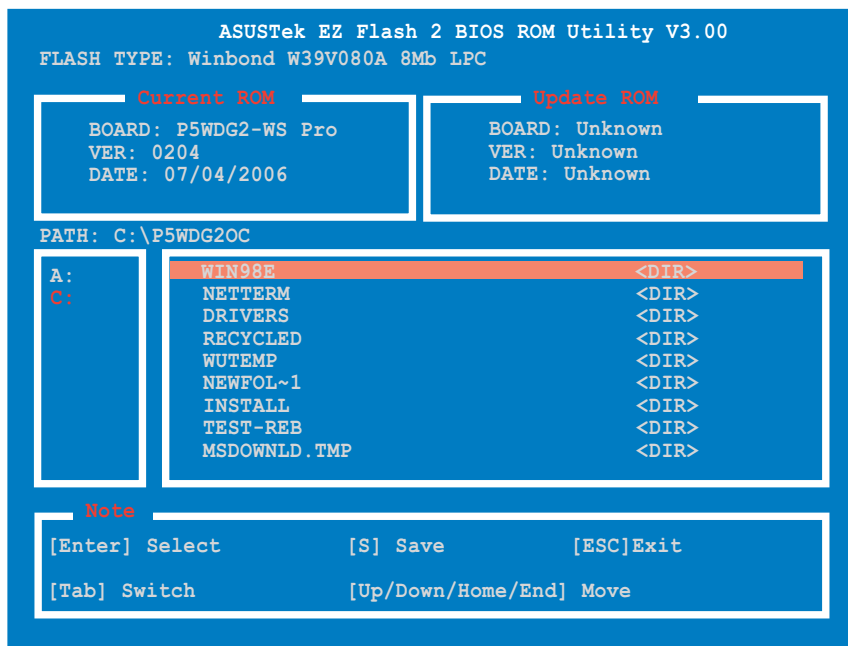 ASUSTek EZ Flash 2 BIOS ROM Utility V3.00
FLASH TYPE: Winbond W39V080A 8Mb LPC
Current ROM
BOARD: P5WDG2-WS Pro
VER: 0204
DATE: 07/04/2006
Update ROM
BOARD: Unknown
VER: Unknown
DATE: Unknown
PATH: C:\P5WDG2OC
A:
C:
WIN98E <DIR>
NETTERM <DIR>
DRIVERS <DIR>
RECYCLED <DIR>
WUTEMP <DIR>
NEWFOL~1 <DIR>
INSTALL <DIR>
TEST-REB <DIR>
MSDOWNLD.TMP <DIR>
Note
[Enter] Select [S] Save [ESC]Exit
[Tab] Switch [Up/Down/Home/End] Move